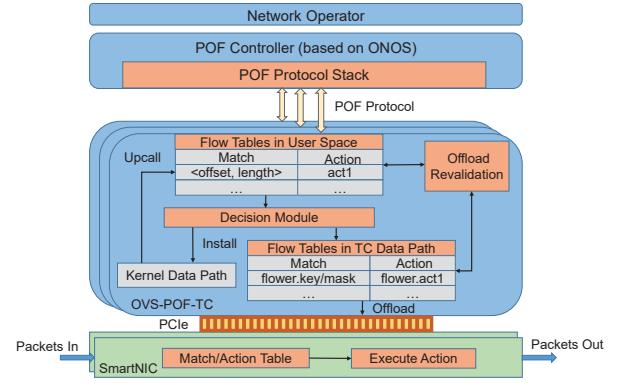 Network Operator
POF Controller (based on ONOS)
POF Protocol Stack
POF Protocol
Flow Tables in User Space
Match Action
<offset, length> act1
... ...
Upcall
Offload
Revalidation
Decision Module
Install
Flow Tables in TC Data Path
Match Action
flower.key/mask flower.act1
... ...
Kernel Data Path
OVS-POF-TC
Offload
PCIe
Packets In
Packets Out
Match/Action Table
Execute Action
SmartNIC